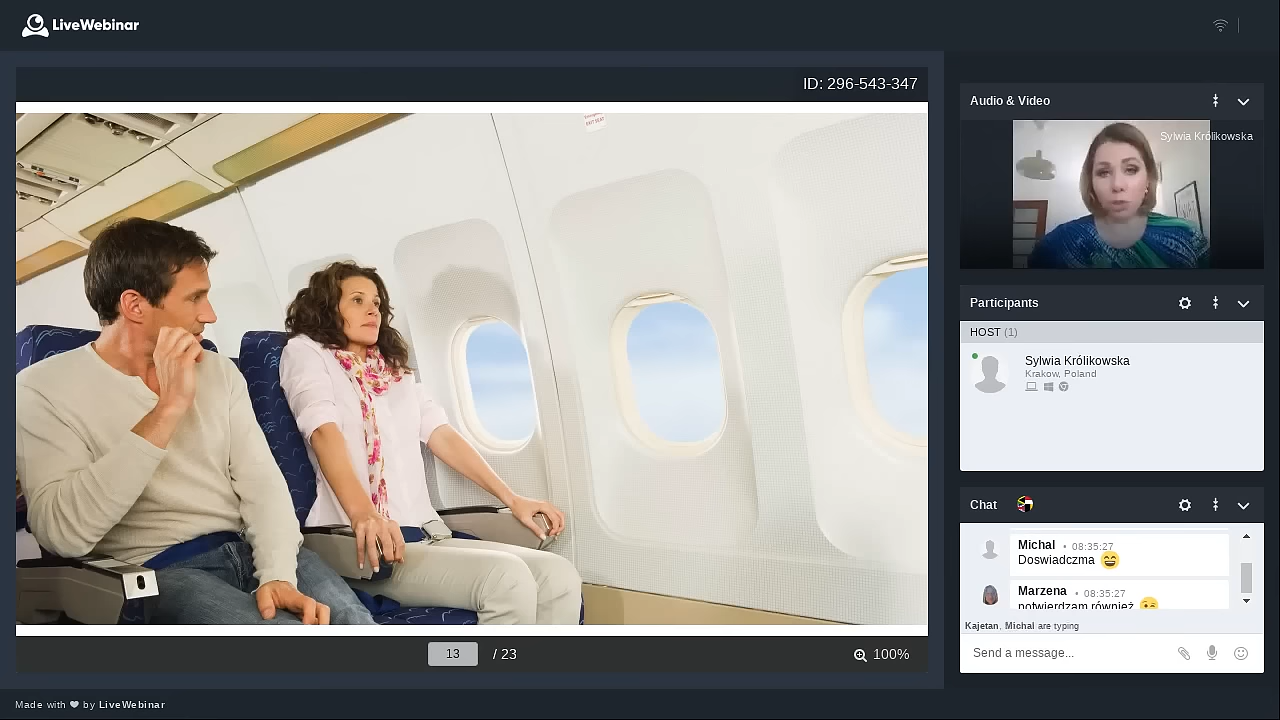 LiveWebinar
ID: 296-543-347
Audio & Video
Sylwia Królikowska
Participants
HOST (1)
Sylwia Królikowska
Krakow, Poland
Chat
Michal • 08:35:27
Doswiadczma
Marzena • 08:35:27
potwierdzam również
Kajetan, Michal are typing
Send a message...
13 / 23
100%
Made with ❤ by LiveWebinar